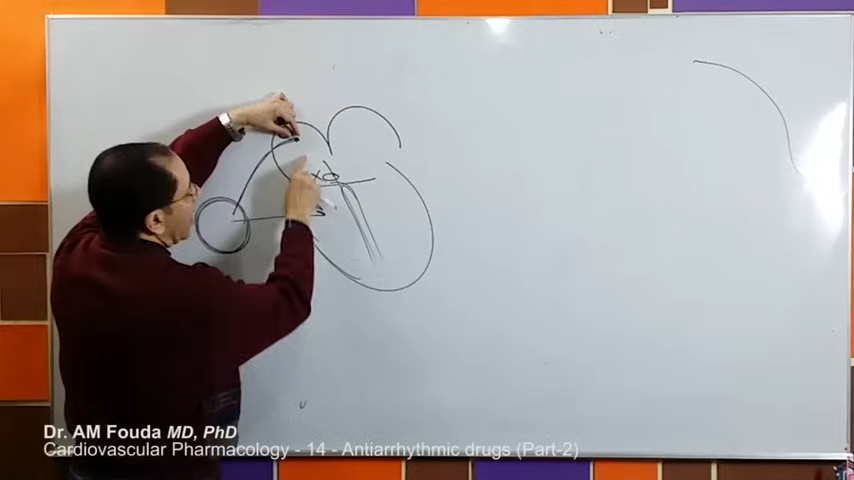 Dr. AM Fouda MD, PhD
Cardiovascular Pharmacology - 14 - Antiarrhythmic drugs (Part-2)